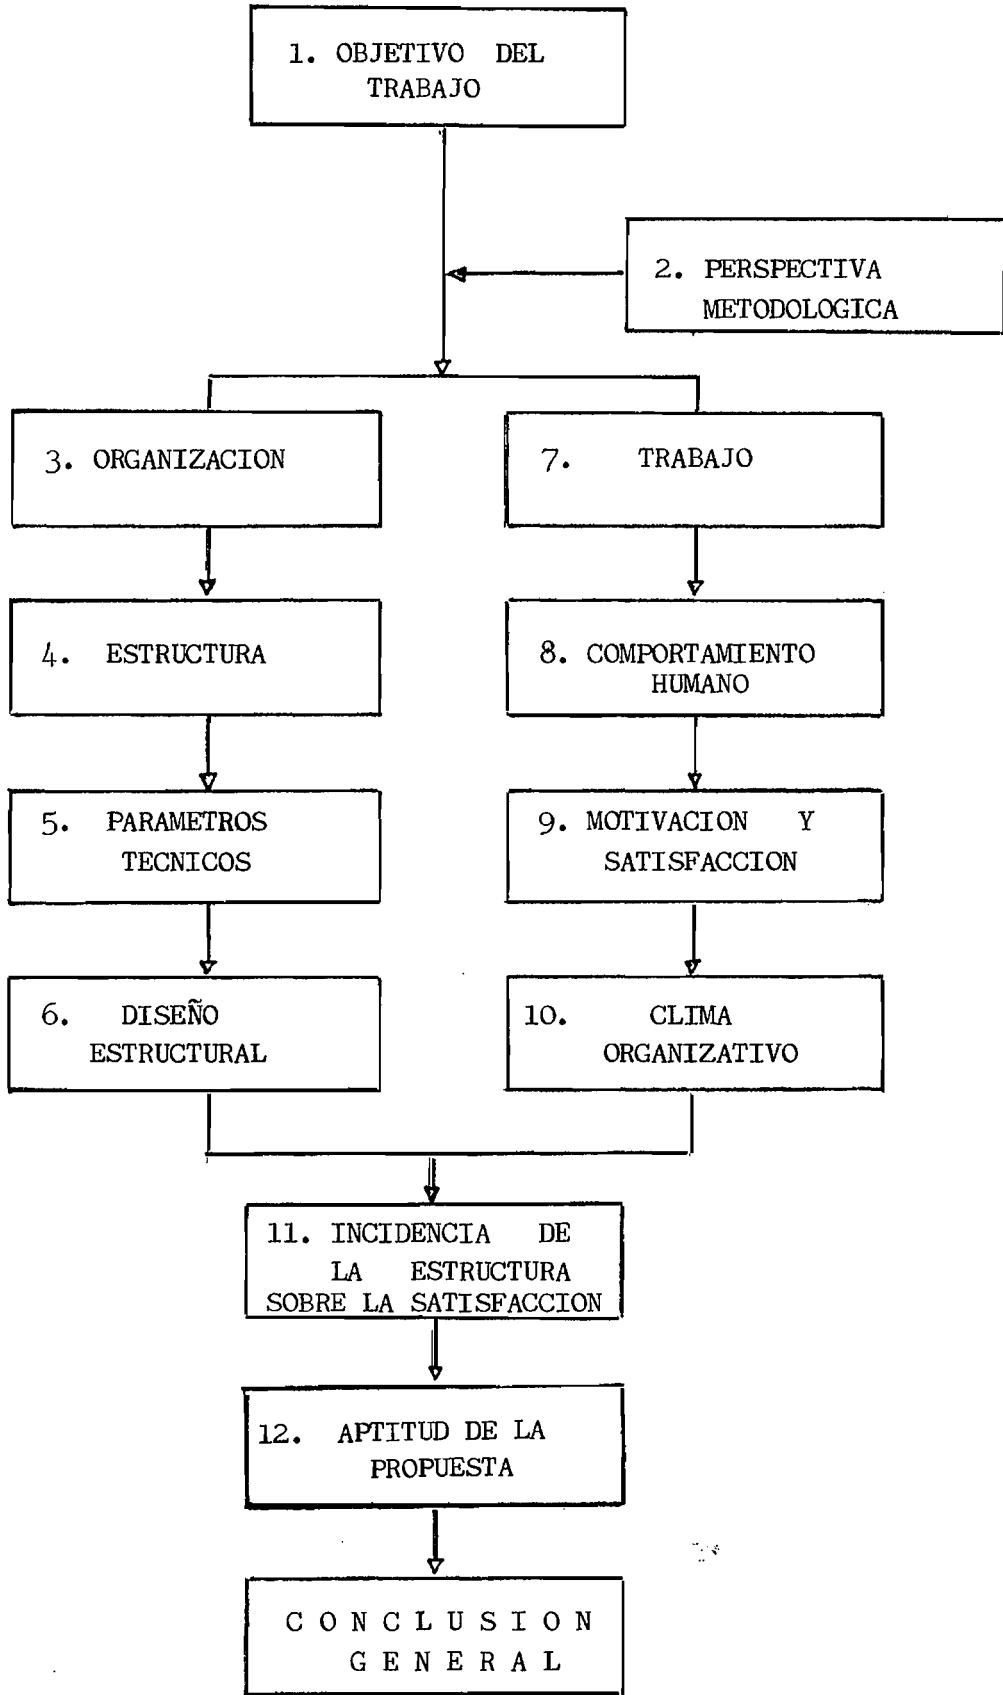 1. OBJETIVO DEL
TRABAJO
2. PERSPECTIVA
METODOLOGICA
3. ORGANIZACION
4. ESTRUCTURA
5. PARAMETROS
TECNICOS
6. DISEÑO
ESTRUCTURAL
7. TRABAJO
8. COMPORTAMIENTO
HUMANO
9. MOTIVACION Y
SATISFACCION
10. CLIMA
ORGANIZATIVO
11. INCIDENCIA DE
LA ESTRUCTURA
SOBRE LA SATISFACCION
12. APTITUD DE LA
PROPUESTA
C O N C L U S I O N
G E N E R A L